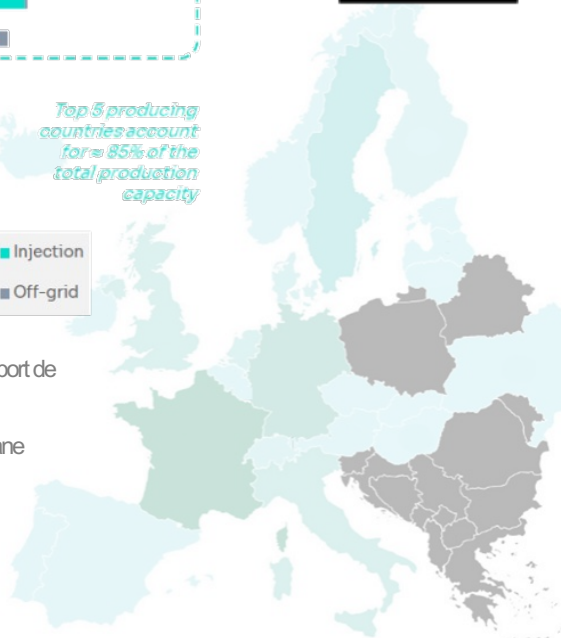 Top 5 producing
countries account
for ≈ 85% of the
total production
capacity
Injection
Off-grid
port de
ane